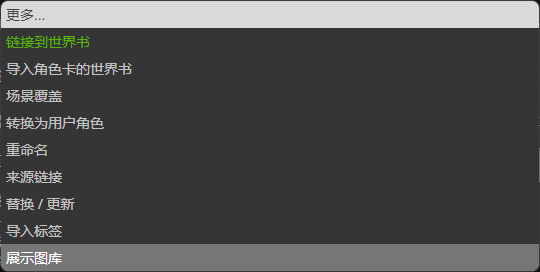 更多...
链接到世界书
导入角色卡的世界书
场景覆盖
转换为用户角色
重命名
来源链接
替换 / 更新
导入标签
展示图库